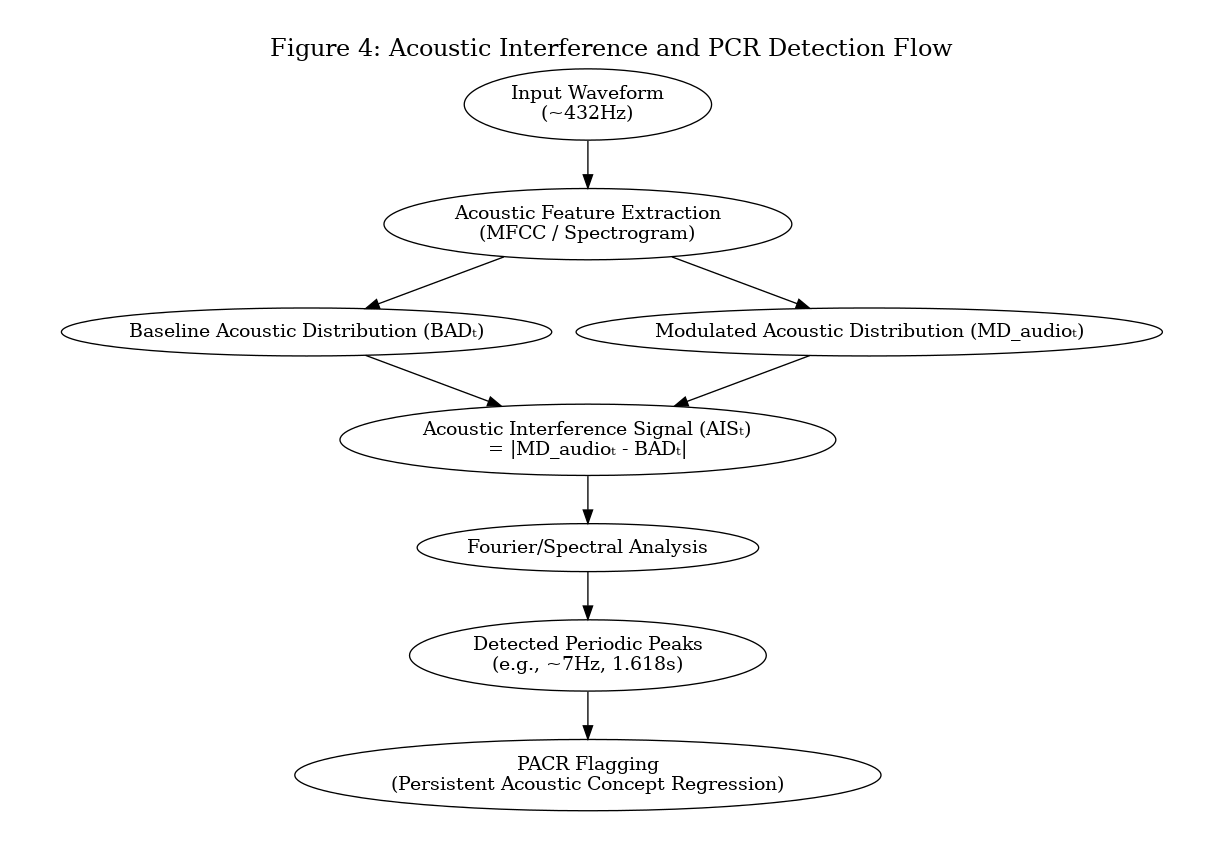 Figure 4: Acoustic Interference and PCR Detection Flow
Input Waveform
(~432Hz)
Acoustic Feature Extraction
(MFCC / Spectrogram)
Baseline Acoustic Distribution (BADₜ)
Modulated Acoustic Distribution (MD_audioₜ)
Acoustic Interference Signal (AISₜ)
= |MD_audioₜ - BADₜ|
Fourier/Spectral Analysis
Detected Periodic Peaks
(e.g., ~7Hz, 1.618s)
PACR Flagging
(Persistent Acoustic Concept Regression)